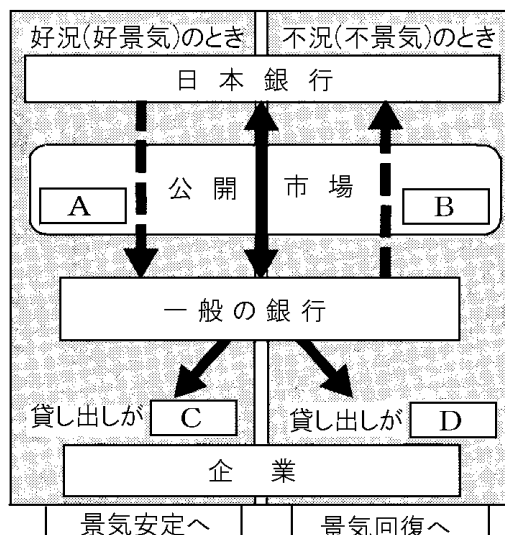 好況(好景気)のとき 不況(不景気)のとき
日本銀行
公開市場
A B
一般の銀行
貸し出しが C 貸し出しが D
企業
景気安定へ 景気回復へ